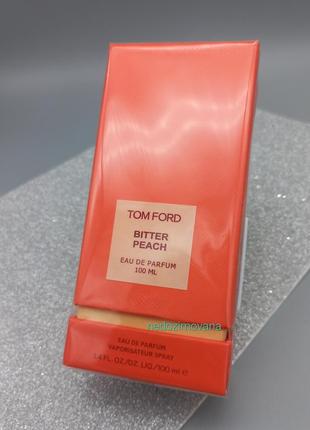 TOM FORD
BITTER
PEACH
EAU DE PARFUM
100 ML
nedozimovana
EAU DE PARFUM
VAPORISATEUR SPRAY
3.4 FL.OZ./OZ. LIQ./100 ml e